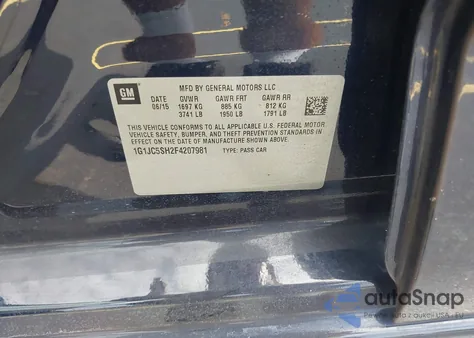 GM
MFD BY GENERAL MOTORS LLC
DATE GVWR GAWR FRT GAWR RR
06/15 1697 KG 885 KG 812 KG
3741 LB 1950 LB 1791 LB
THIS VEHICLE CONFORMS TO ALL APPLICABLE U.S. FEDERAL MOTOR
VEHICLE SAFETY, BUMPER, AND THEFT PREVENTION STANDARDS IN
EFFECT ON THE DATE OF MANUFACTURE SHOWN ABOVE.
1G1JC5SH2F4207981 TYPE: PASS CAR
autaSnap